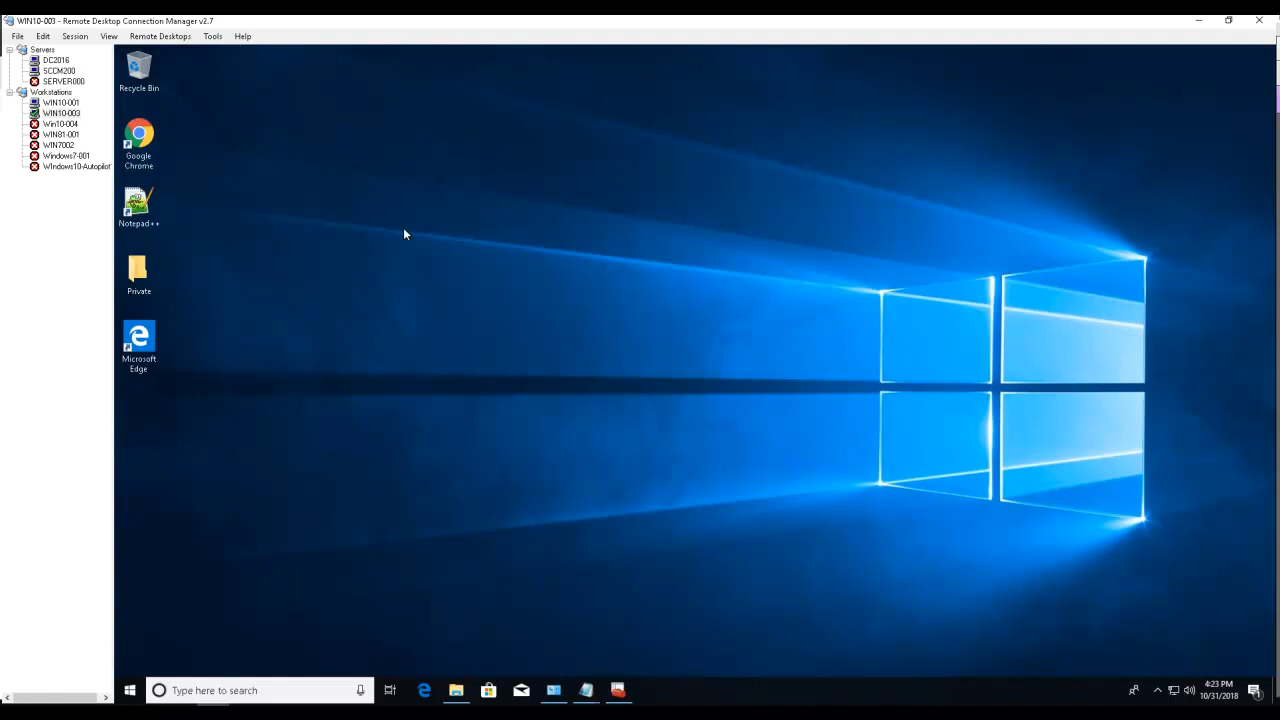 WIN10-003 - Remote Desktop Connection Manager v2.7
File Edit Session View Remote Desktops Tools Help
Servers
DC2016
SCCM200
SERVER000
Workstations
WIN10-001
WIN10-003
Win10-004
WIN81-001
WIN7002
Windows7-001
Windows10-Autopilot
Recycle Bin
Google
Chrome
Notepad++
Private
Microsoft
Edge
Type here to search
4:23 PM
10/31/2018
1